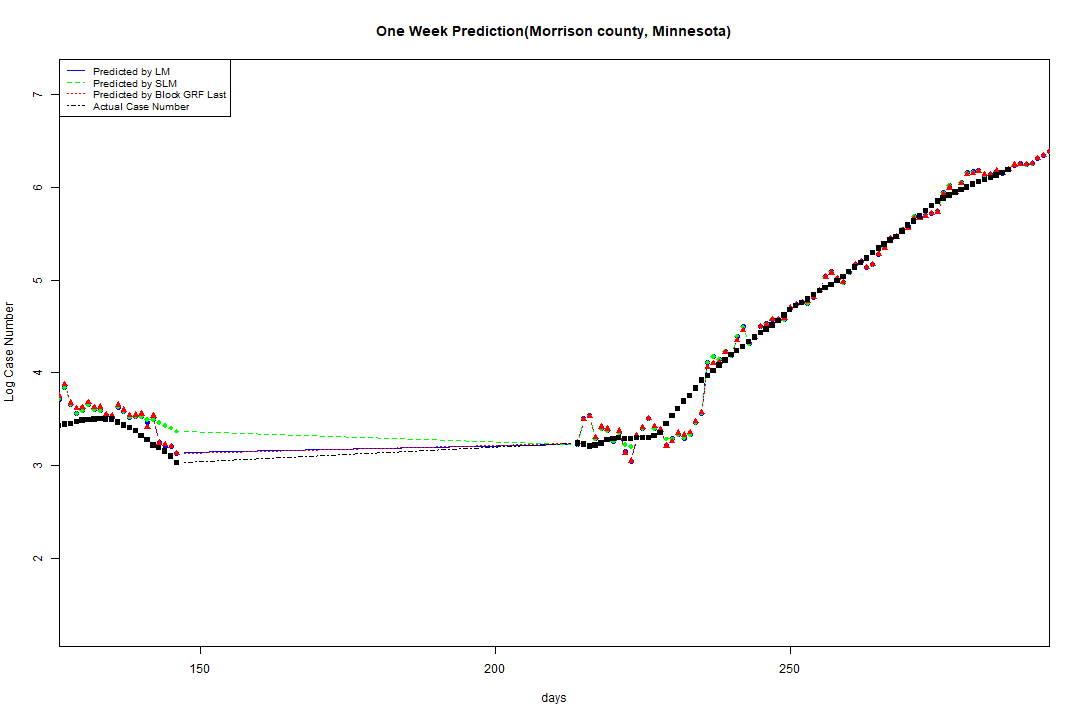 One Week Prediction(Morrison county, Minnesota)
Predicted by LM
Predicted by SLM
Predicted by Block GRF Last
Actual Case Number
7
6
5
4
3
2
Log Case Number
150
200
250
days